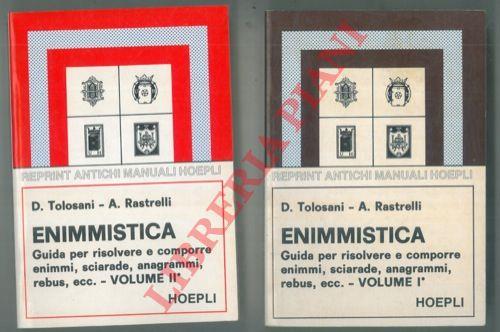 REPRINT ANTICHI MANUALI HOEPLI
D. Tolosani - A. Rastrelli
ENIMMISTICA
Guida per risolvere e comporre
enimmi, sciarade, anagrammi,
rebus, ecc. - VOLUME II°
HOEPLI
REPRINT ANTICHI MANUALI HOEPLI
D. Tolosani - A. Rastrelli
ENIMMISTICA
Guida per risolvere e comporre
enimmi, sciarade, anagrammi,
rebus, ecc. - VOLUME I°
HOEPLI
LIBRERIA PIANI